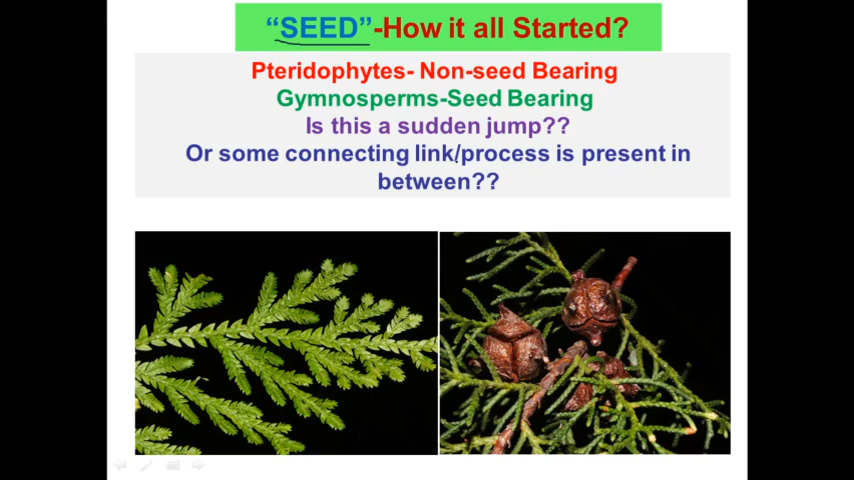 “SEED”-How it all Started?
Pteridophytes- Non-seed Bearing
Gymnosperms-Seed Bearing
Is this a sudden jump??
Or some connecting link/process is present in
between??